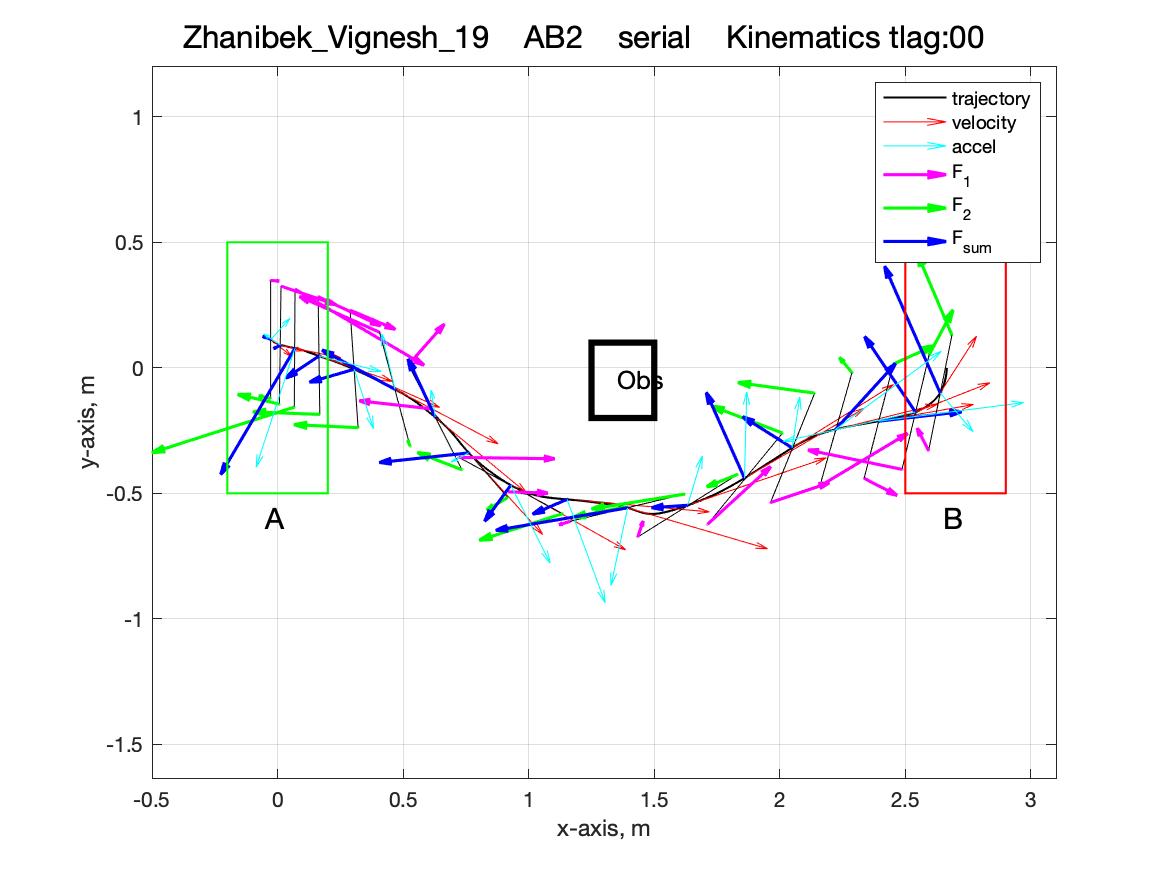 Zhanibek_Vignesh_19 AB2 serial Kinematics tlag:00
trajectory
velocity
accel
F1
F2
Fsum
1
0.5
0
-0.5
-1
-1.5
y-axis, m
Obs
A
B
-0.5 0 0.5 1 1.5 2 2.5 3
x-axis, m